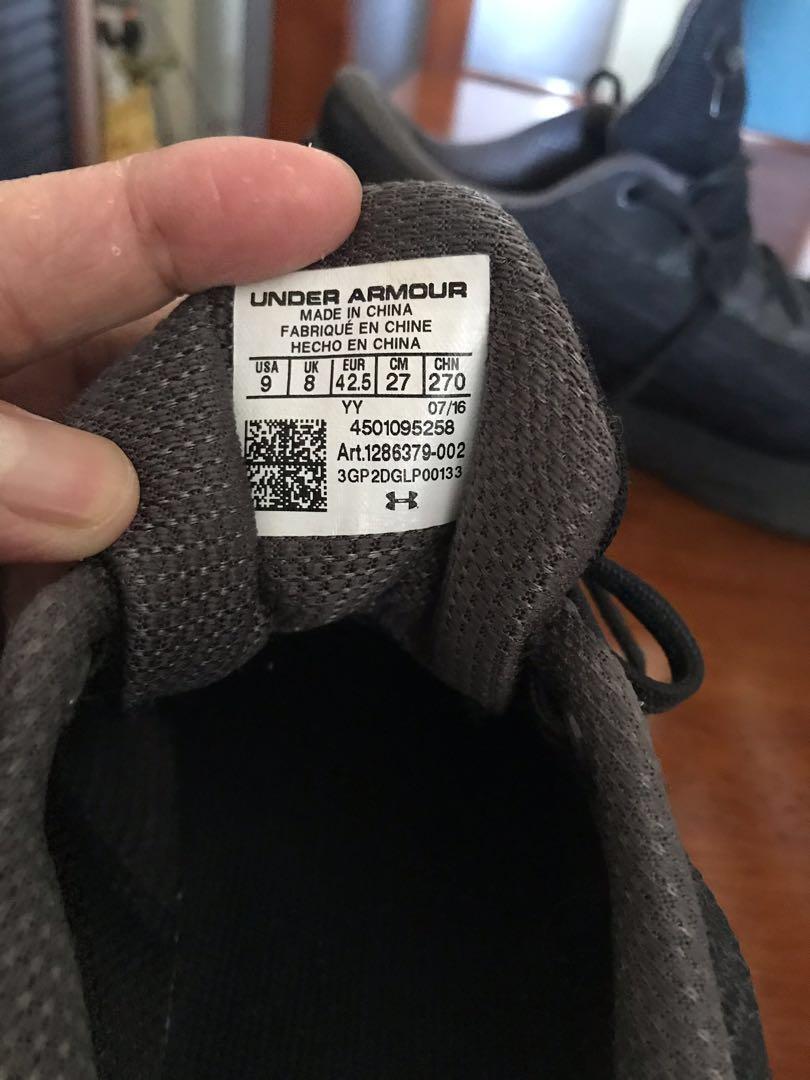 UNDER ARMOUR
MADE IN CHINA
FABRIQUÉ EN CHINE
HECHO EN CHINA
USA UK EUR CM CHN
9 8 42.5 27 270
YY 07/16
4501095258
Art.1286379-002
3GP2DGLP00133